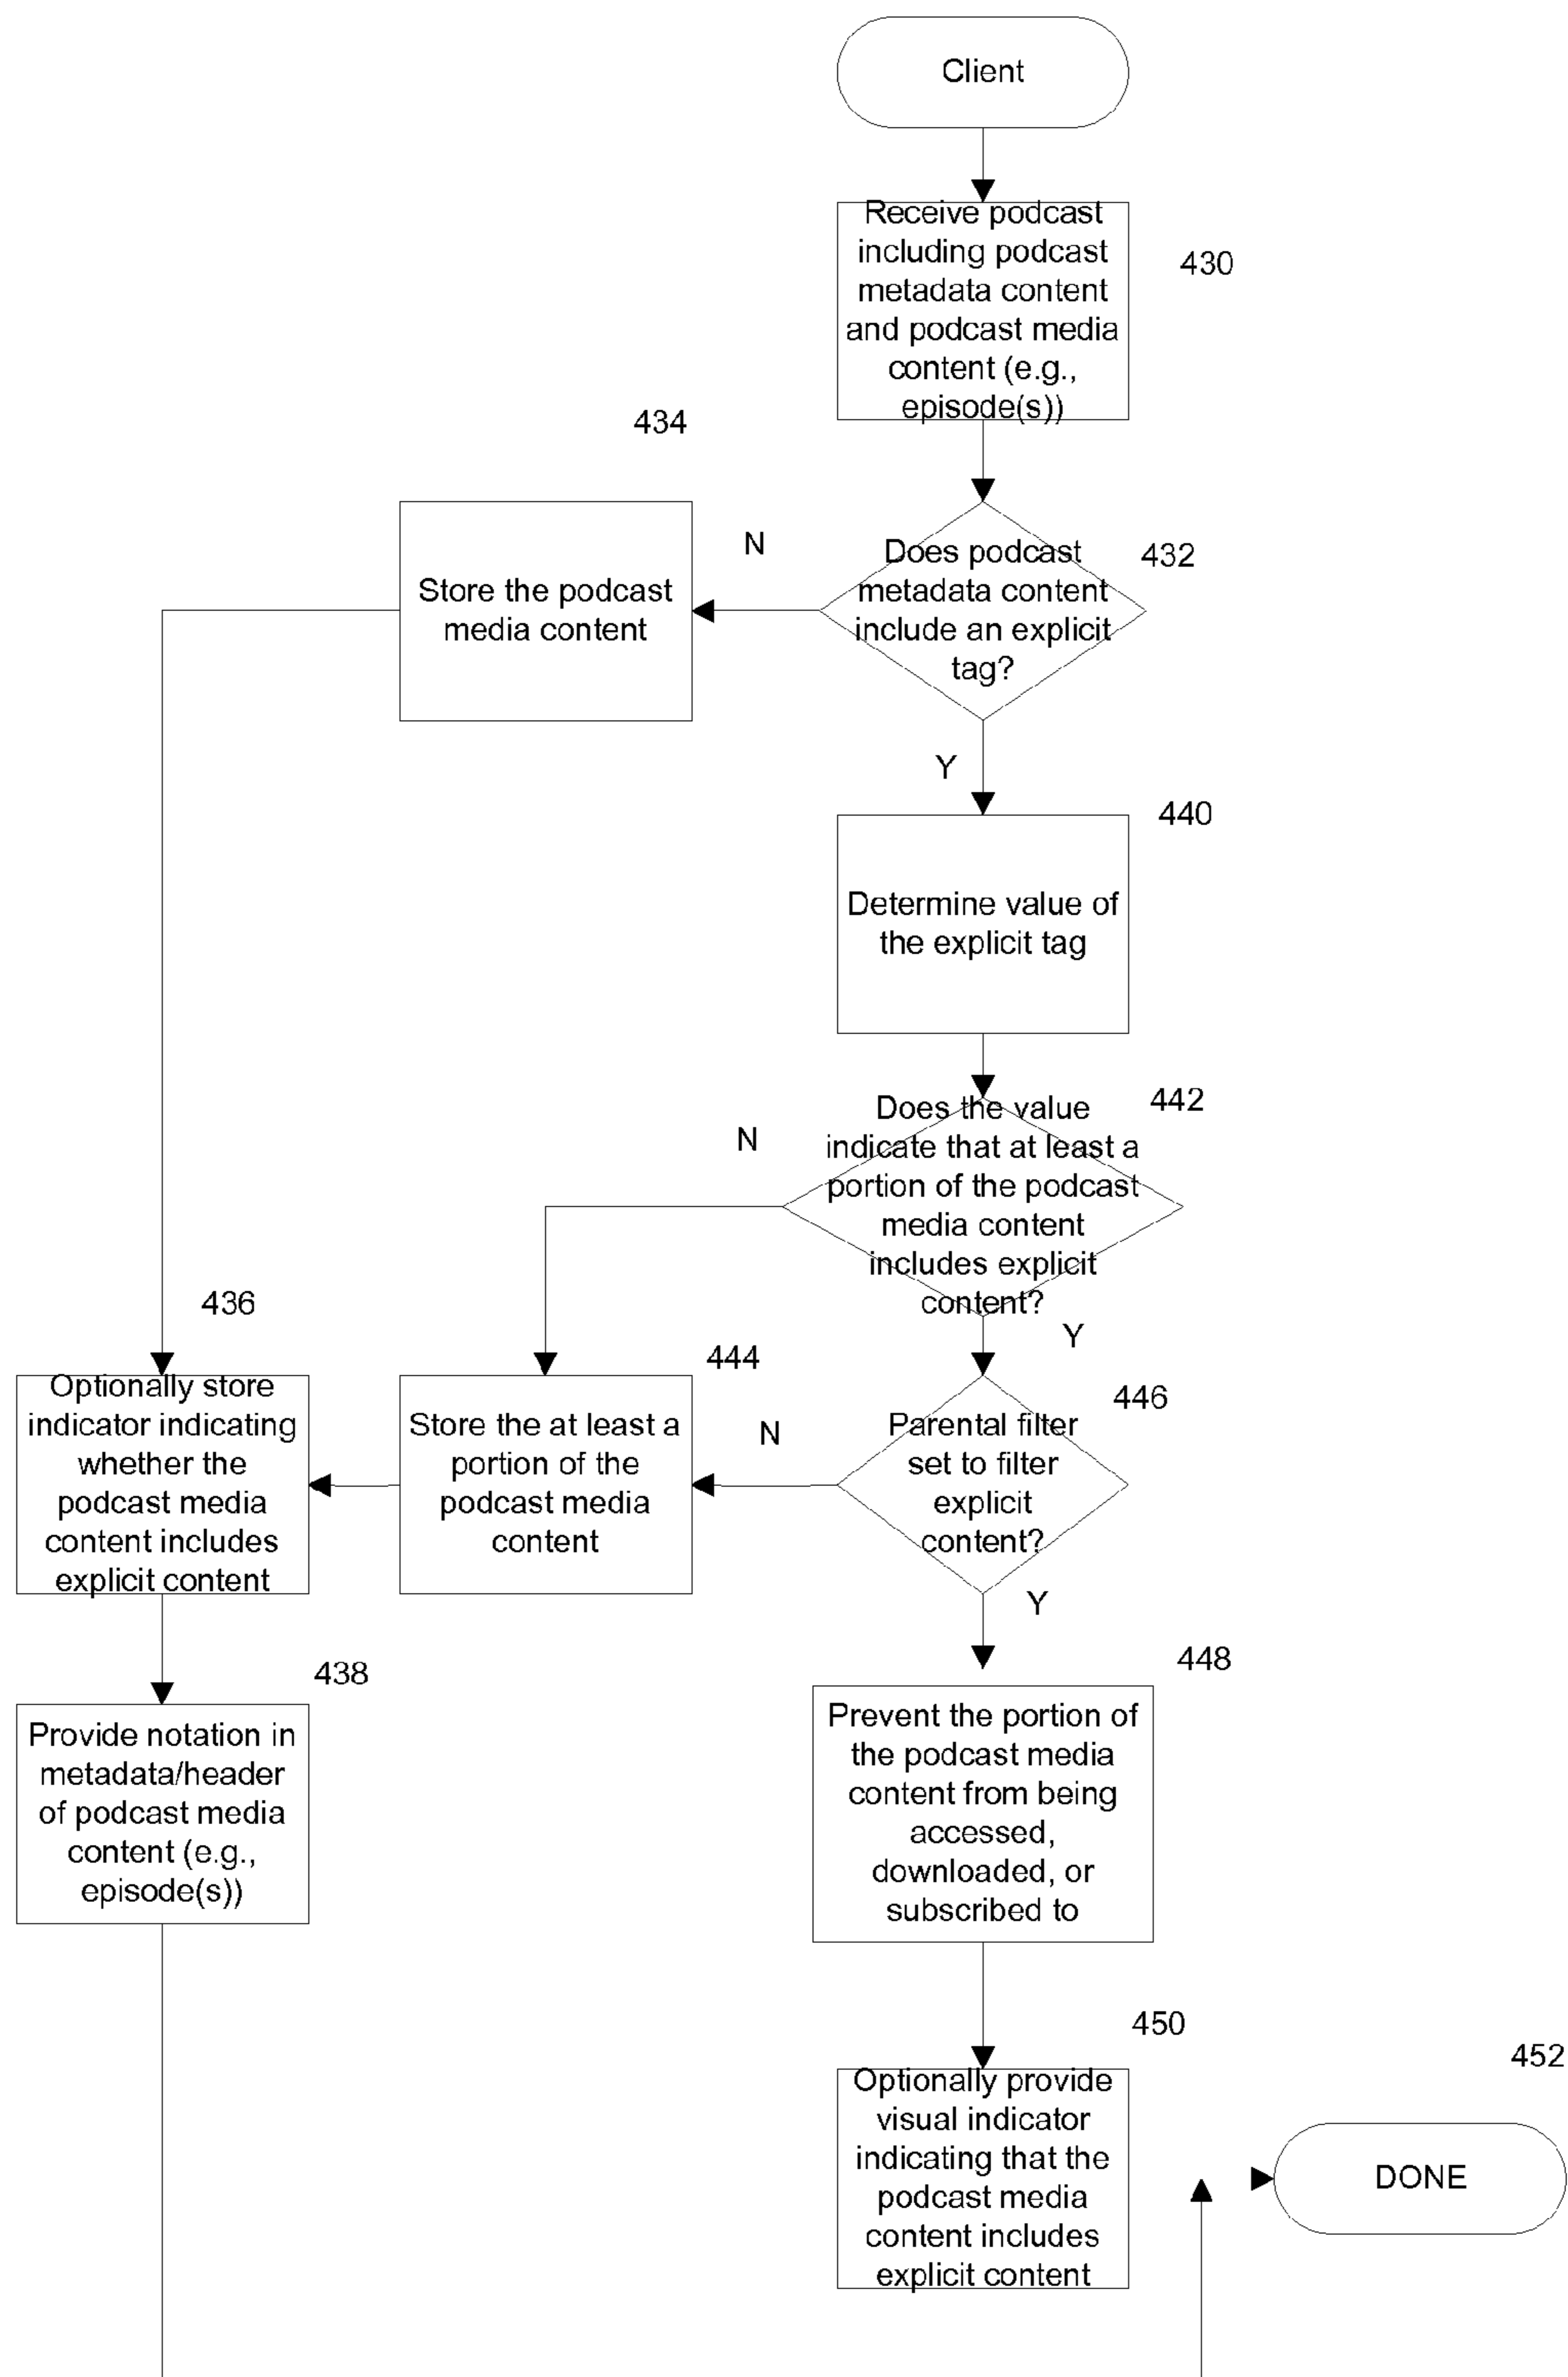 Client
Receive podcast
including podcast
metadata content
and podcast media
content (e.g.,
episode(s))
430
434
Store the podcast
media content
N
Does podcast
metadata content
include an explicit
tag?
432
Y
440
Determine value of
the explicit tag
442
Does the value
indicate that at least a
portion of the podcast
media content
includes explicit
content?
N
Y
436
Optionally store
indicator indicating
whether the
podcast media
content includes
explicit content
444
Store the at least a
portion of the
podcast media
content
N
446
Parental filter
set to filter
explicit
content?
Y
438
Provide notation in
metadata/header
of podcast media
content (e.g.,
episode(s))
448
Prevent the portion of
the podcast media
content from being
accessed,
downloaded, or
subscribed to
450
Optionally provide
visual indicator
indicating that the
podcast media
content includes
explicit content
452
DONE